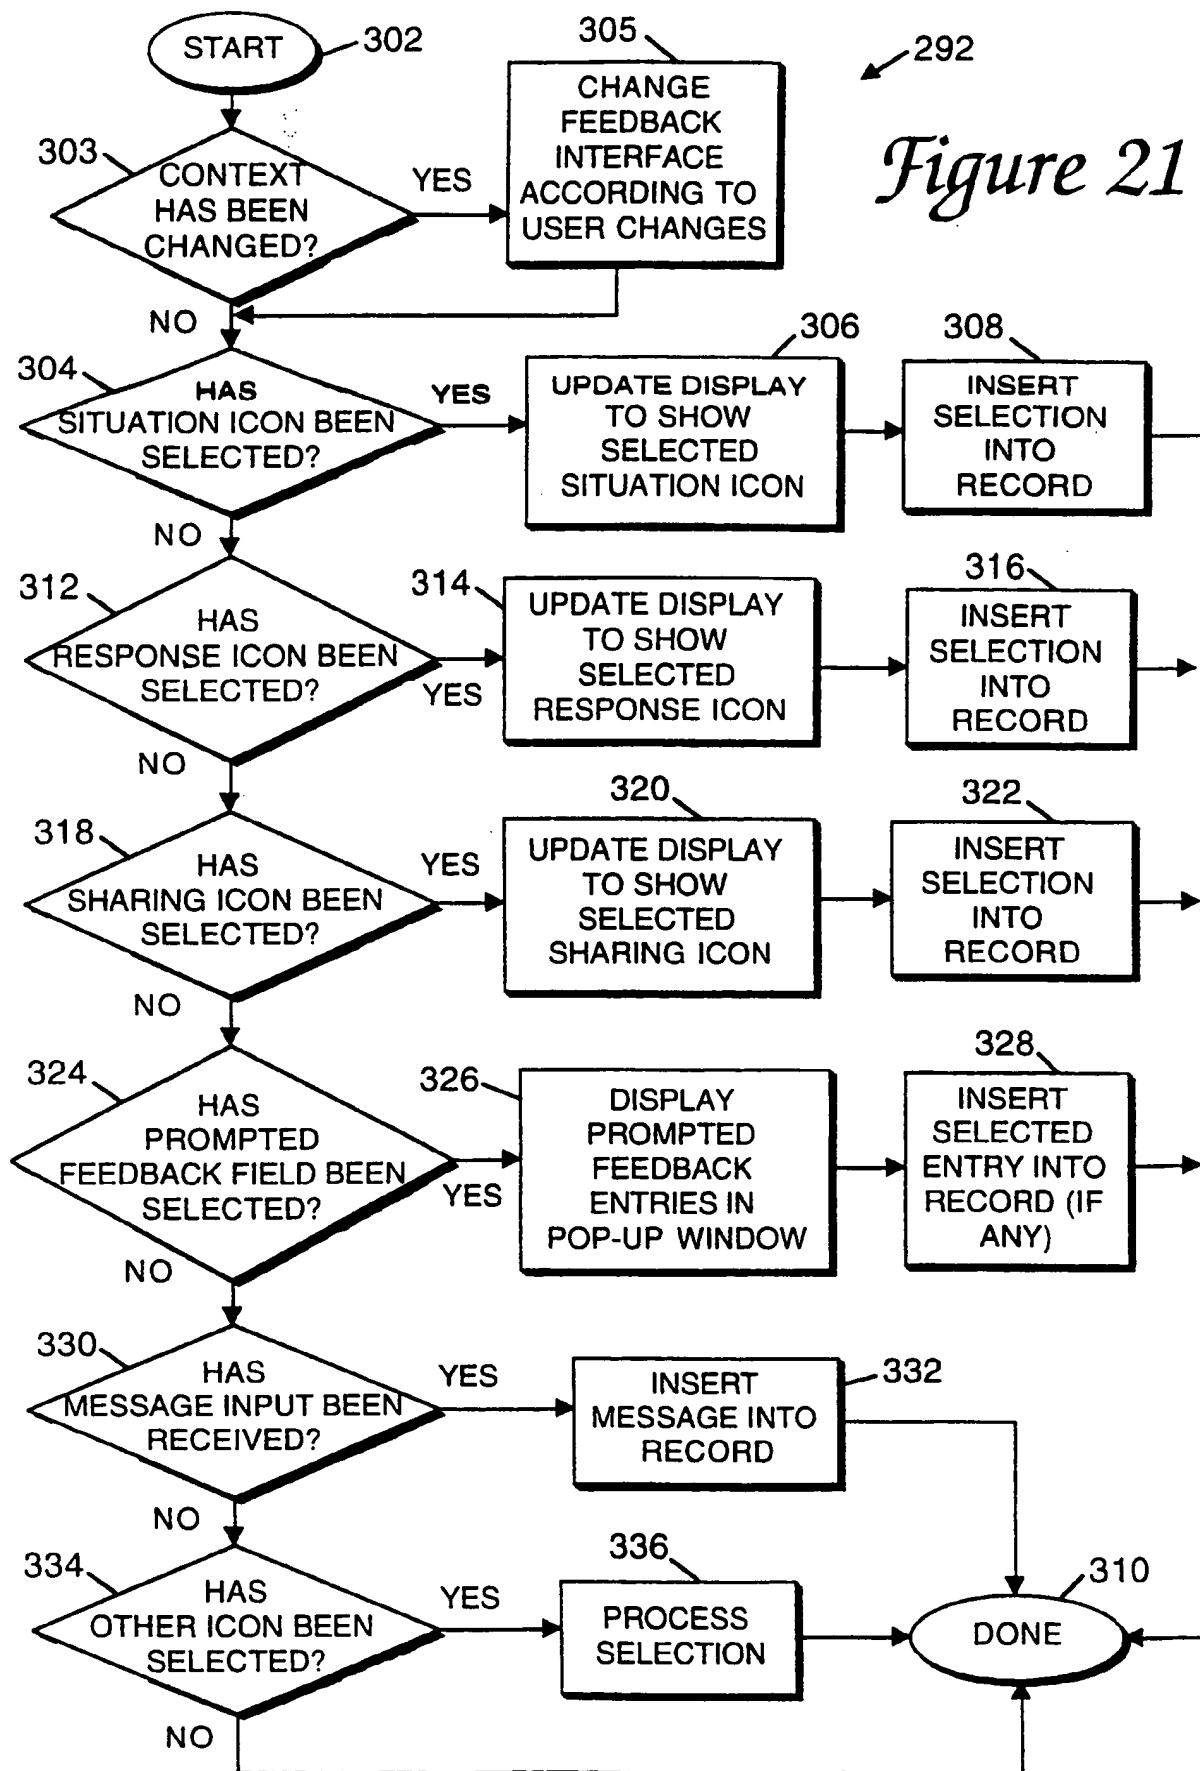 START
302
305
292
Figure 21
CHANGE
FEEDBACK
INTERFACE
ACCORDING TO
USER CHANGES
303
CONTEXT
HAS BEEN
CHANGED?
YES
NO
304
HAS
SITUATION ICON BEEN
SELECTED?
YES
306
UPDATE DISPLAY
TO SHOW
SELECTED
SITUATION ICON
308
INSERT
SELECTION
INTO
RECORD
NO
312
HAS
RESPONSE ICON BEEN
SELECTED?
YES
314
UPDATE DISPLAY
TO SHOW
SELECTED
RESPONSE ICON
316
INSERT
SELECTION
INTO
RECORD
NO
318
HAS
SHARING ICON BEEN
SELECTED?
YES
320
UPDATE DISPLAY
TO SHOW
SELECTED
SHARING ICON
322
INSERT
SELECTION
INTO
RECORD
NO
324
HAS
PROMPTED
FEEDBACK FIELD BEEN
SELECTED?
YES
326
DISPLAY
PROMPTED
FEEDBACK
ENTRIES IN
POP-UP WINDOW
328
INSERT
SELECTED
ENTRY INTO
RECORD (IF
ANY)
NO
330
HAS
MESSAGE INPUT BEEN
RECEIVED?
YES
INSERT
MESSAGE INTO
RECORD
332
NO
334
HAS
OTHER ICON BEEN
SELECTED?
YES
336
PROCESS
SELECTION
310
DONE
NO